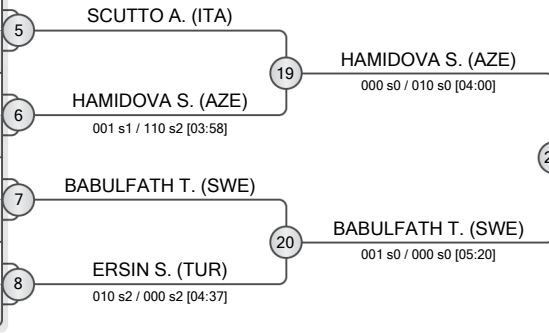 SCUTTO A. (ITA)
5
19
HAMIDOVA S. (AZE)
000 s0 / 010 s0 [04:00]
HAMIDOVA S. (AZE)
6
001 s1 / 110 s2 [03:58]
BABULFATH T. (SWE)
7
20
BABULFATH T. (SWE)
001 s0 / 000 s0 [05:20]
ERSIN S. (TUR)
8
010 s2 / 000 s2 [04:37]